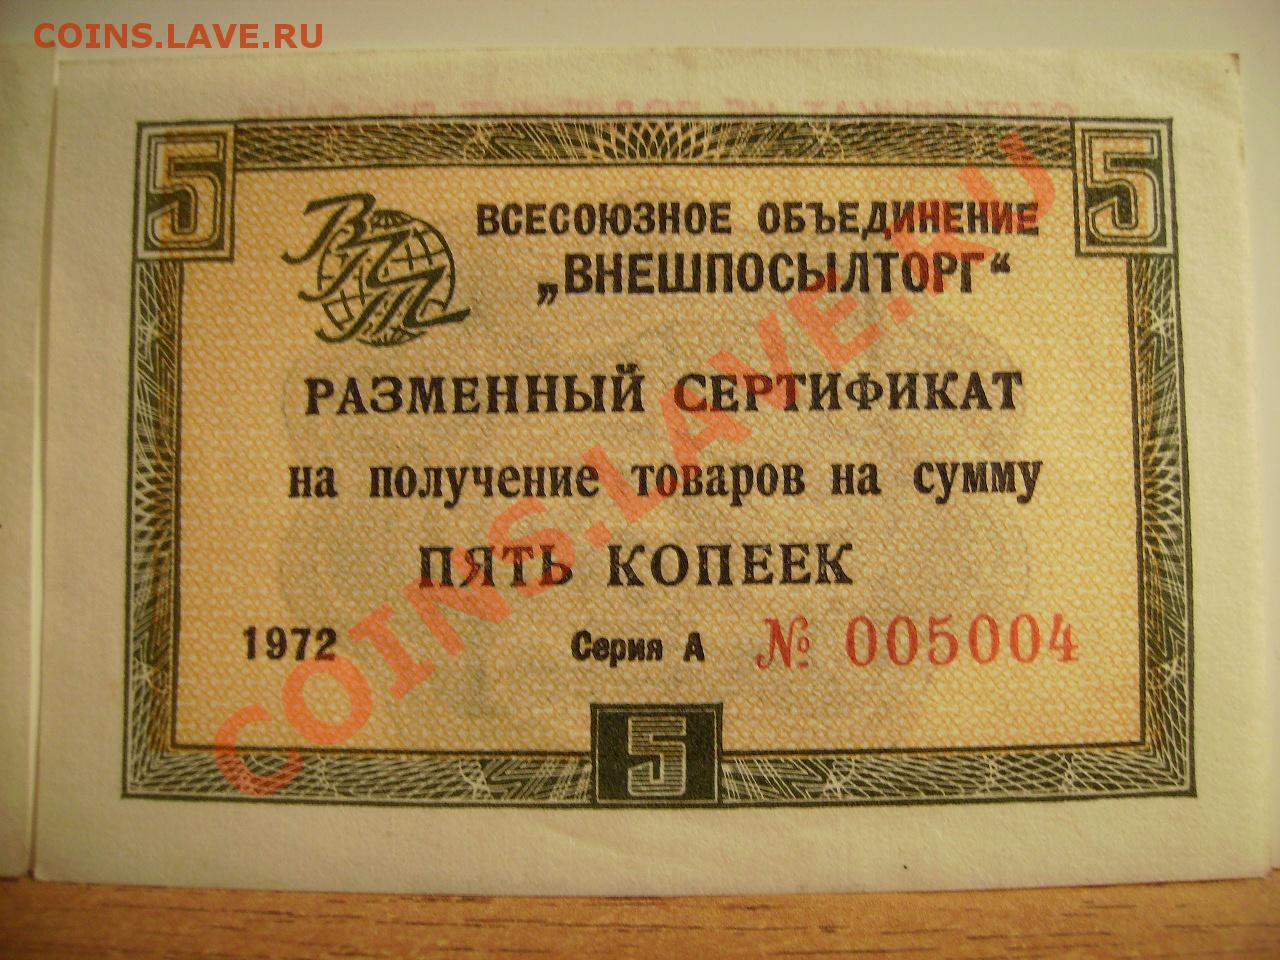 COINS.LAVE.RU
5 5
ВПТ
ВСЕСОЮЗНОЕ ОБЪЕДИНЕНИЕ
„ВНЕШПОСЫЛТОРГ“
РАЗМЕННЫЙ СЕРТИФИКАТ
на получение товаров на сумму
ПЯТЬ КОПЕЕК
1972 Серия А № 005004
5
COINS.LAVE.RU